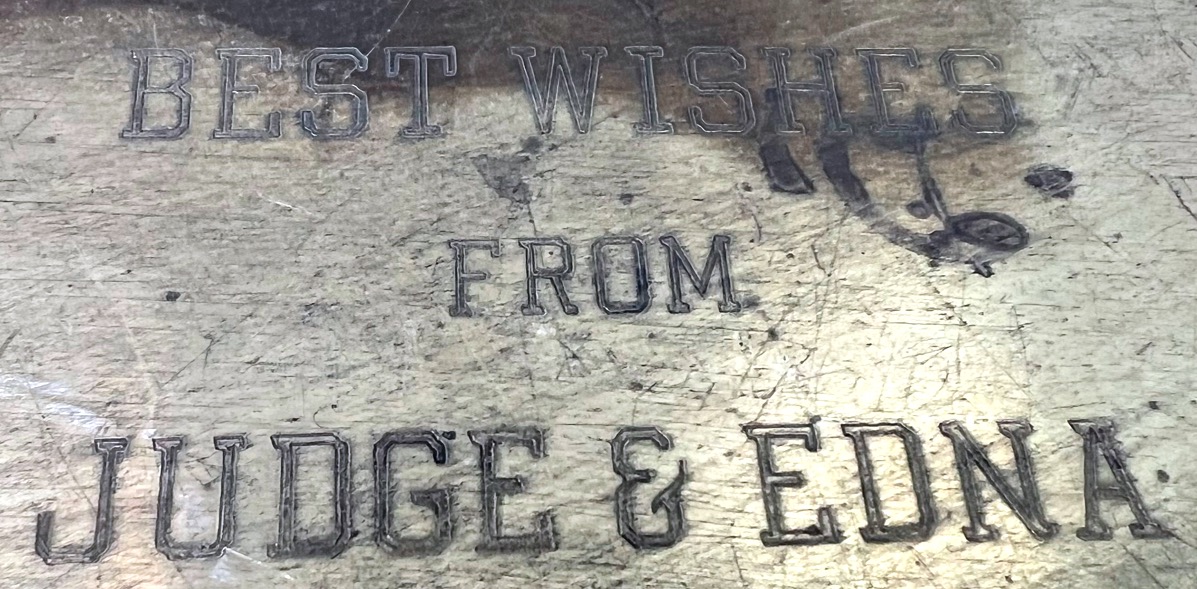 BEST WISHES
FROM
JUDGE & EDNA